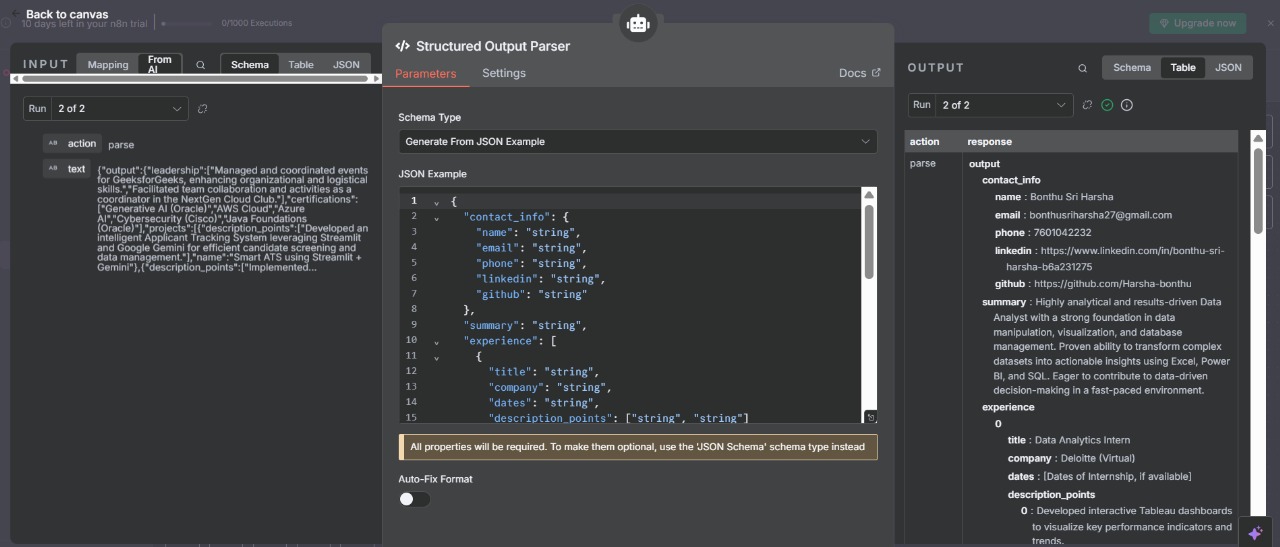 Back to canvas
10 days left in your n8n trial
0/1000 Executions
Upgrade now
INPUT
Mapping
From AI
Schema
Table
JSON
Run
2 of 2
AB action parse
AB text {"output":{"leadership":["Managed and coordinated events
for GeeksforGeeks, enhancing organizational and logistical
skills.","Facilitated team collaboration and activities as a
coordinator in the NextGen Cloud Club."],"certifications":
["Generative AI (Oracle)","AWS Cloud","Azure
AI","Cybersecurity (Cisco)","Java Foundations
(Oracle)"],"projects":[{"description_points":["Developed an
intelligent Applicant Tracking System leveraging Streamlit
and Google Gemini for efficient candidate screening and
data management."],"name":"Smart ATS using Streamlit +
Gemini"},{"description_points":["Implemented...
</> Structured Output Parser
Parameters
Settings
Docs
Schema Type
Generate From JSON Example
JSON Example
1 {
2 "contact_info": {
3 "name": "string",
4 "email": "string",
5 "phone": "string",
6 "linkedin": "string",
7 "github": "string"
8 },
9 "summary": "string",
10 "experience": [
11 {
12 "title": "string",
13 "company": "string",
14 "dates": "string",
15 "description_points": ["string", "string"]
All properties will be required. To make them optional, use the 'JSON Schema' schema type instead
Auto-Fix Format
OUTPUT
Schema
Table
JSON
Run
2 of 2
action
response
parse
output
contact_info
name : Bonthu Sri Harsha
email : bonthusriharsha27@gmail.com
phone : 7601042232
linkedin : https://www.linkedin.com/in/bonthu-sri-
harsha-b6a231275
github : https://github.com/Harsha-bonthu
summary : Highly analytical and results-driven Data
Analyst with a strong foundation in data
manipulation, visualization, and database
management. Proven ability to transform complex
datasets into actionable insights using Excel, Power
BI, and SQL. Eager to contribute to data-driven
decision-making in a fast-paced environment.
experience
0
title : Data Analytics Intern
company : Deloitte (Virtual)
dates : [Dates of Internship, if available]
description_points
0 : Developed interactive Tableau dashboards
to visualize key performance indicators and
trends.